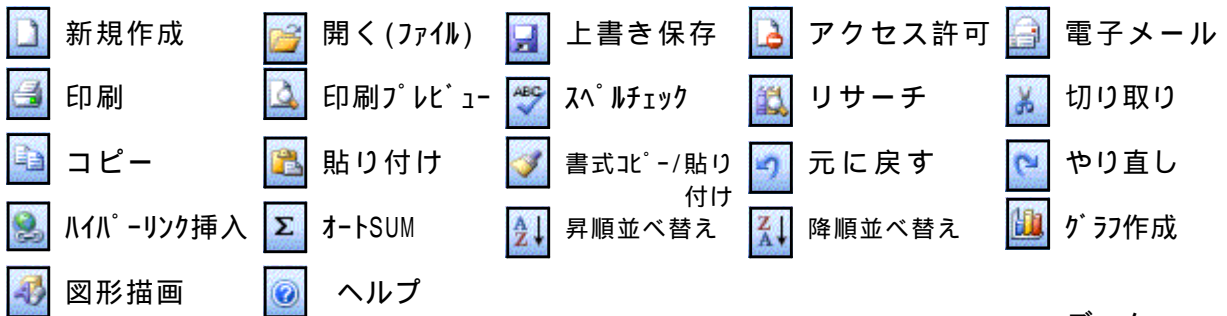 新規作成 開く(ﾌｧｲﾙ) 上書き保存 アクセス許可 電子メール
印刷 印刷ﾌﾟﾚﾋﾞｭｰ ABC ｽﾍﾟﾙﾁｪｯｸ リサーチ 切り取り
コピー 貼り付け 書式ｺﾋﾟｰ/貼り付け 元に戻す やり直し
ﾊｲﾊﾟｰﾘﾝｸ挿入 Σ ｵｰﾄSUM A Z 昇順並べ替え Z A 降順並べ替え ｸﾞﾗﾌ作成
図形描画 ? ヘルプ